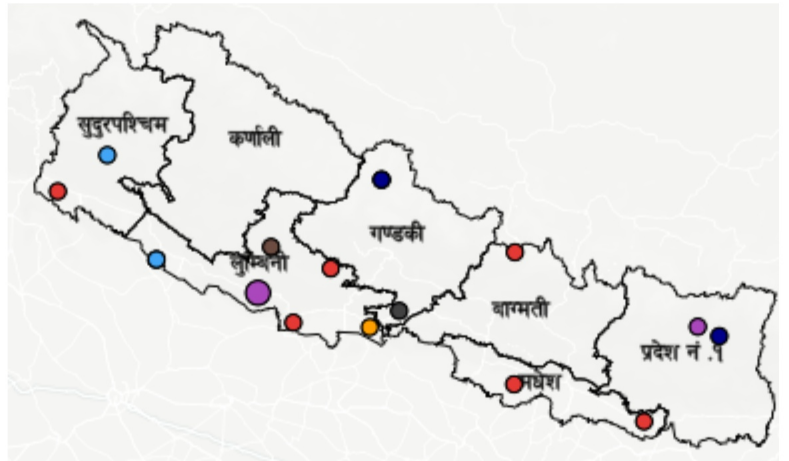 सुदुरपश्चिम
कर्णाली
गण्डकी
लुम्बिनी
बाग्मती
प्रदेश नं .१
मधेश